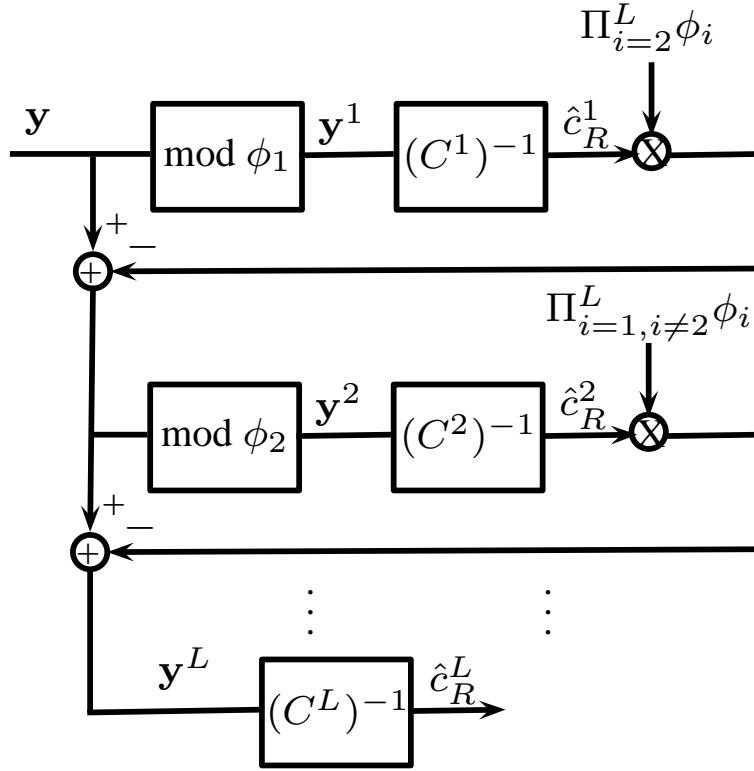 Π_{i=2}^{L} ϕ_i
y
mod ϕ_1
y^1
(C^1)^{-1}
ĉ_R^1
X
+
−
+
Π_{i=1,i≠2}^{L} ϕ_i
mod ϕ_2
y^2
(C^2)^{-1}
ĉ_R^2
X
+
−
+
⋮ ⋮
y^L
(C^L)^{-1}
ĉ_R^L